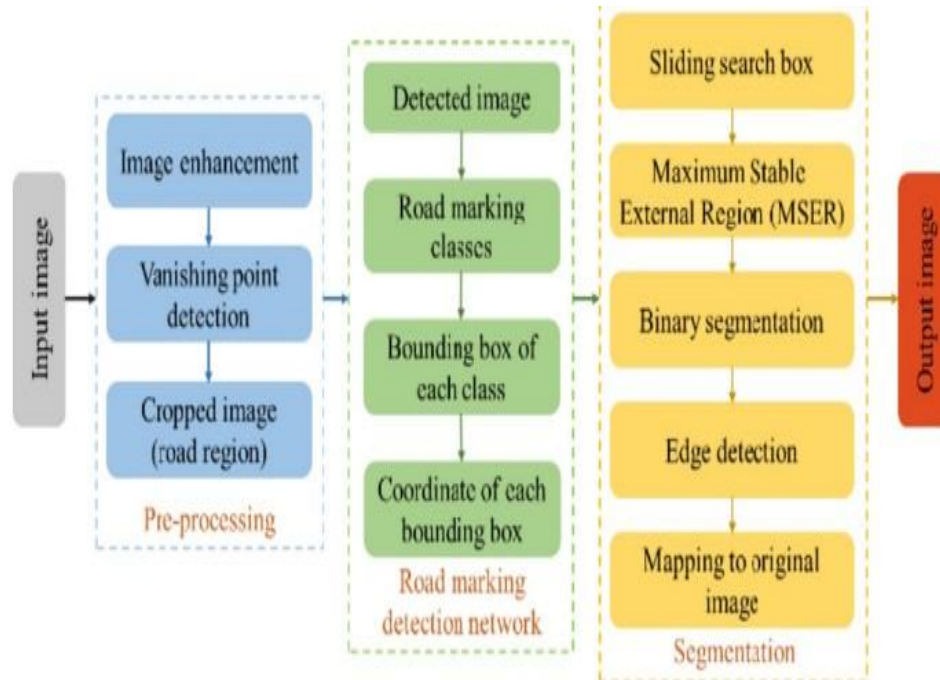 Input image
Image enhancement
Vanishing point
detection
Cropped image
(road region)
Pre-processing
Detected image
Road marking
classes
Bounding box
of each class
Coordinate of each
bounding box
Road marking
detection network
Sliding search box
Maximum Stable
External Region (MSER)
Binary segmentation
Edge detection
Mapping to original
image
Segmentation
Output image